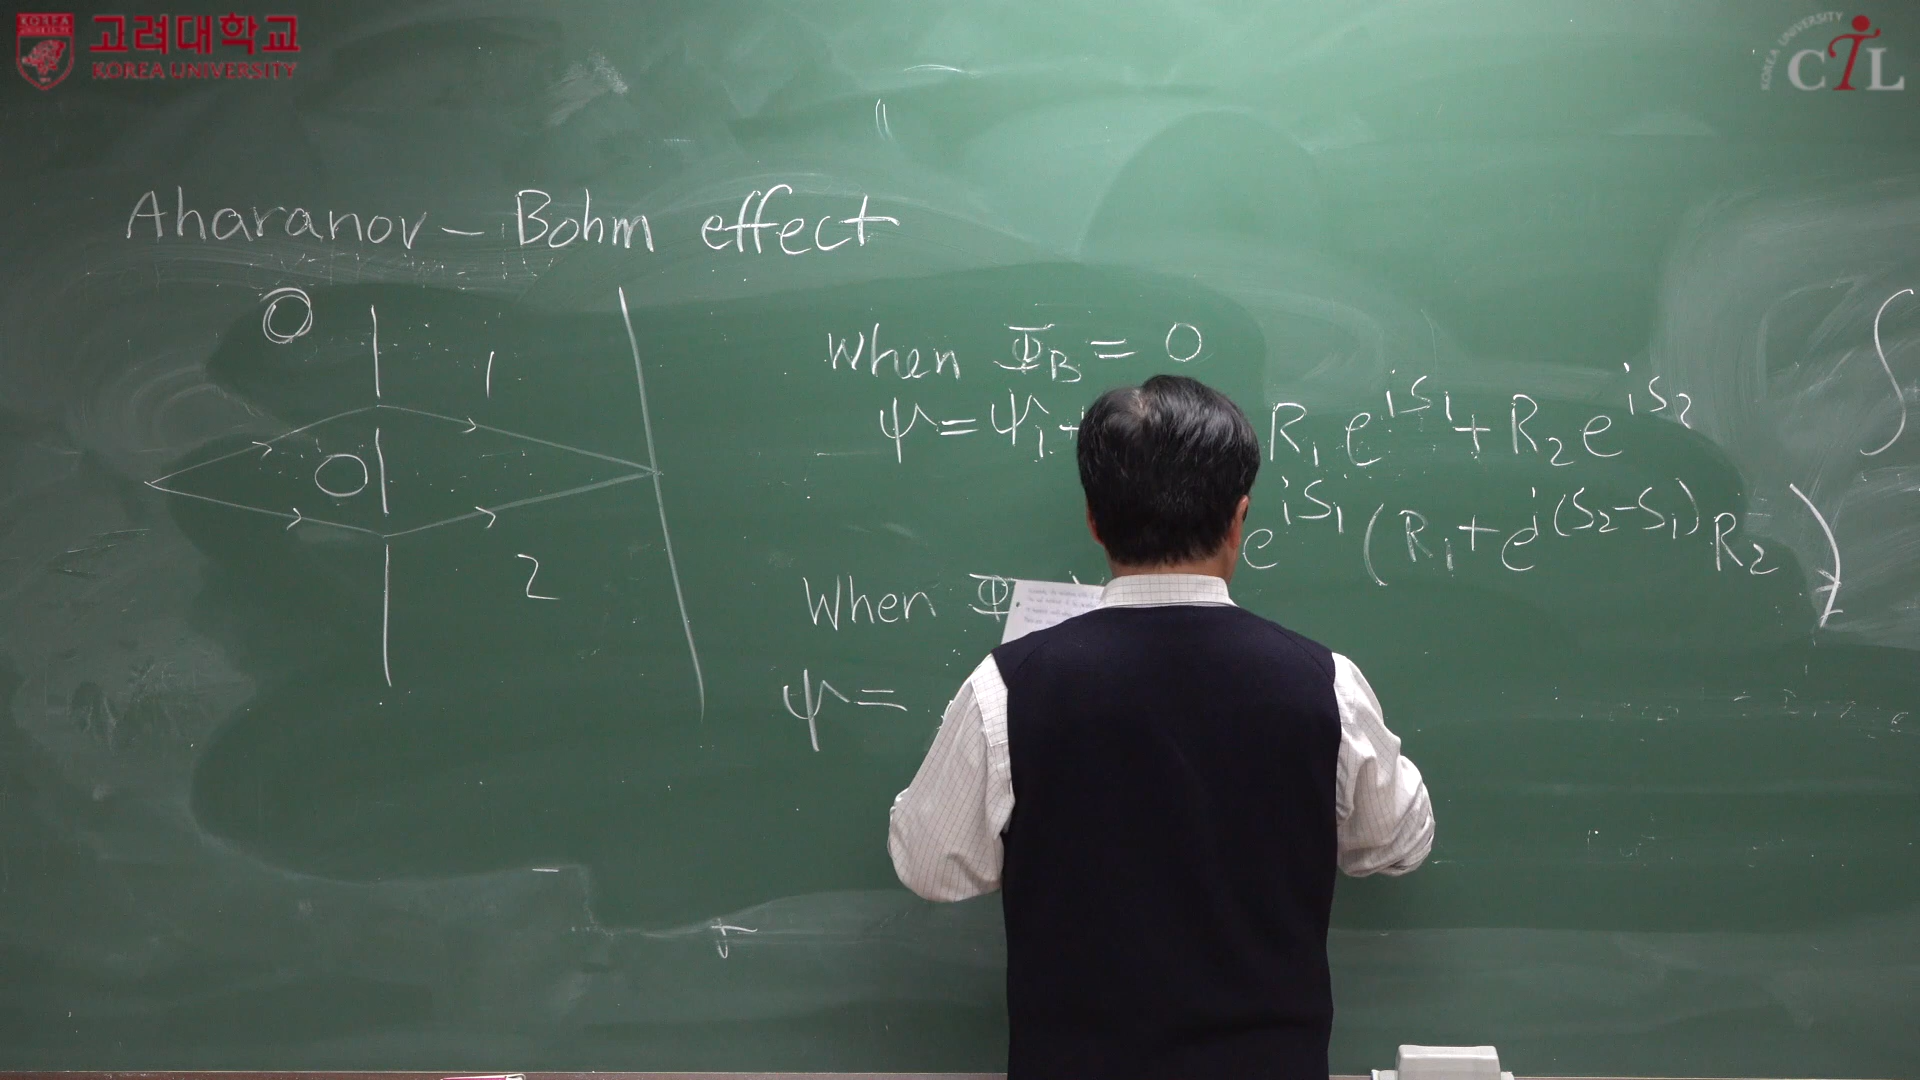 고려대학교
KOREA UNIVERSITY
KOREA UNIVERSITY
CTL
Aharanov - Bohm effect
1
2
When Φ_B = 0
ψ = ψ_1 +
R_1 e^{iS_1} + R_2 e^{iS_2}
e^{iS_1} (R_1 + e^{i(S_2-S_1)} R_2)
When Φ
ψ =
∫